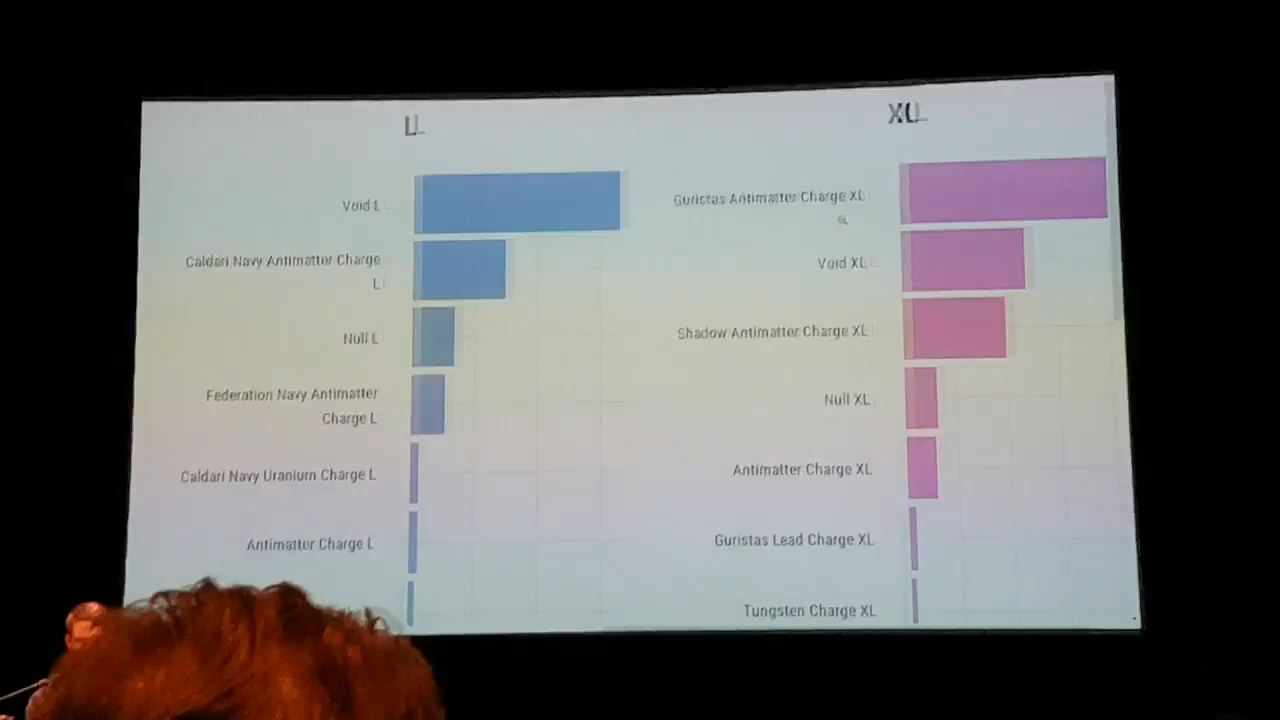 L
Void L
Caldari Navy Antimatter Charge
L
Null L
Federation Navy Antimatter
Charge L
Caldari Navy Uranium Charge L
Antimatter Charge L
XL
Guristas Antimatter Charge XL
Void XL
Shadow Antimatter Charge XL
Null XL
Antimatter Charge XL
Guristas Lead Charge XL
Tungsten Charge XL